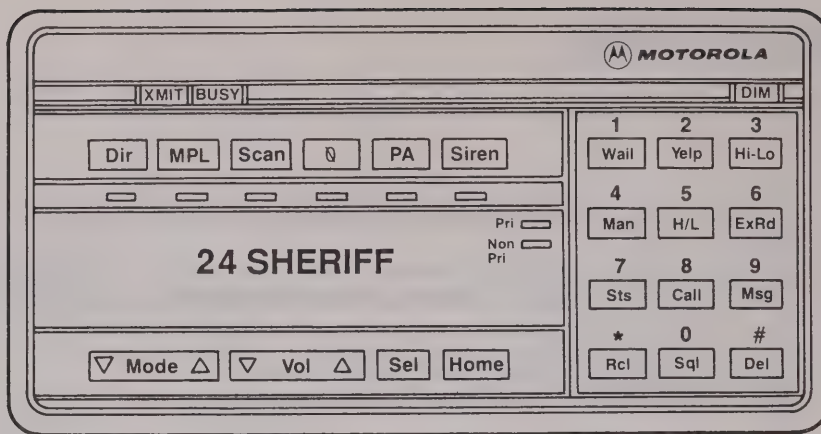 MOTOROLA
XMIT BUSY DIM
Dir MPL Scan PA Siren
Pri
Non
Pri
24 SHERIFF
▽ Mode △ ▽ Vol △ Sel Home
1 2 3
Wail Yelp Hi-Lo
4 5 6
Man H/L ExRd
7 8 9
Sts Call Msg
* 0 #
Rcl Sql Del